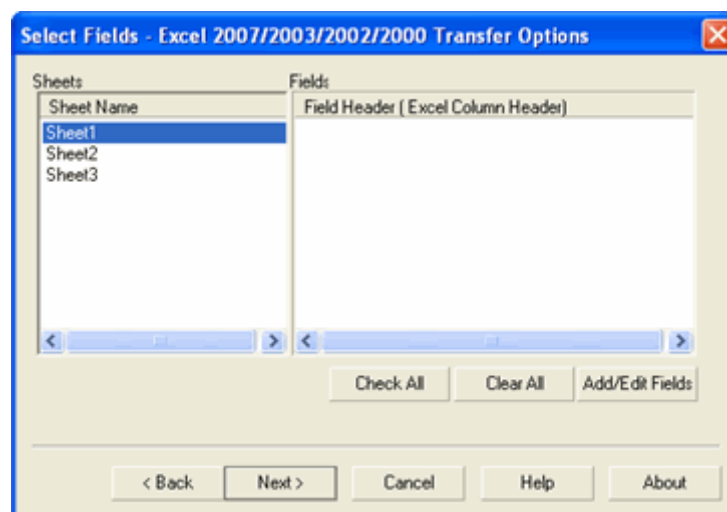 Select Fields - Excel 2007/2003/2002/2000 Transfer Options
Sheets
Fields
Sheet Name
Field Header ( Excel Column Header)
Sheet1
Sheet2
Sheet3
Check All
Clear All
Add/Edit Fields
< Back
Next >
Cancel
Help
About